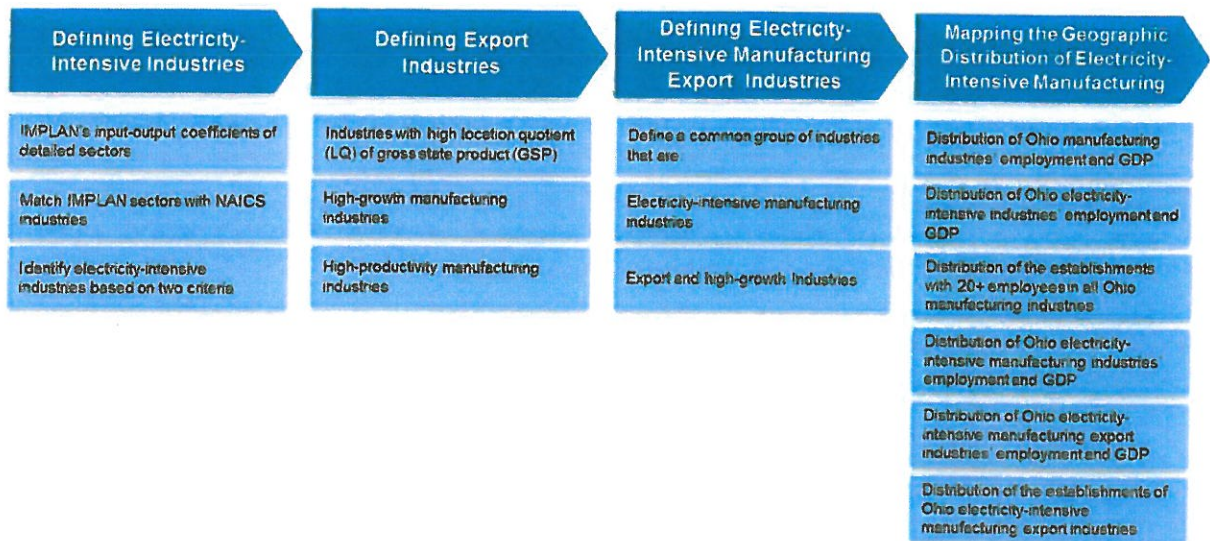 Defining Electricity-
Intensive Industries
IMPLAN's input-output coefficients of
detailed sectors
Match IMPLAN sectors with NAICS
industries
Identify electricity-intensive
industries based on two criteria
Defining Export
Industries
Industries with high location quotient
(LQ) of gross state product (GSP)
High-growth manufacturing
industries
High-productivity manufacturing
industries
Defining Electricity-
Intensive Manufacturing
Export Industries
Define a common group of industries
that are
Electricity-intensive manufacturing
industries
Export and high-growth Industries
Mapping the Geographic
Distribution of Electricity-
Intensive Manufacturing
Distribution of Ohio manufacturing
industries' employment and GDP
Distribution of Ohio electricity-
intensive industries' employment and
GDP
Distribution of the establishments
with 20+ employees in all Ohio
manufacturing industries
Distribution of Ohio electricity-
intensive manufacturing industries'
employment and GDP
Distribution of Ohio electricity-
intensive manufacturing export
industries' employment and GDP
Distribution of the establishments of
Ohio electricity-intensive
manufacturing export industries